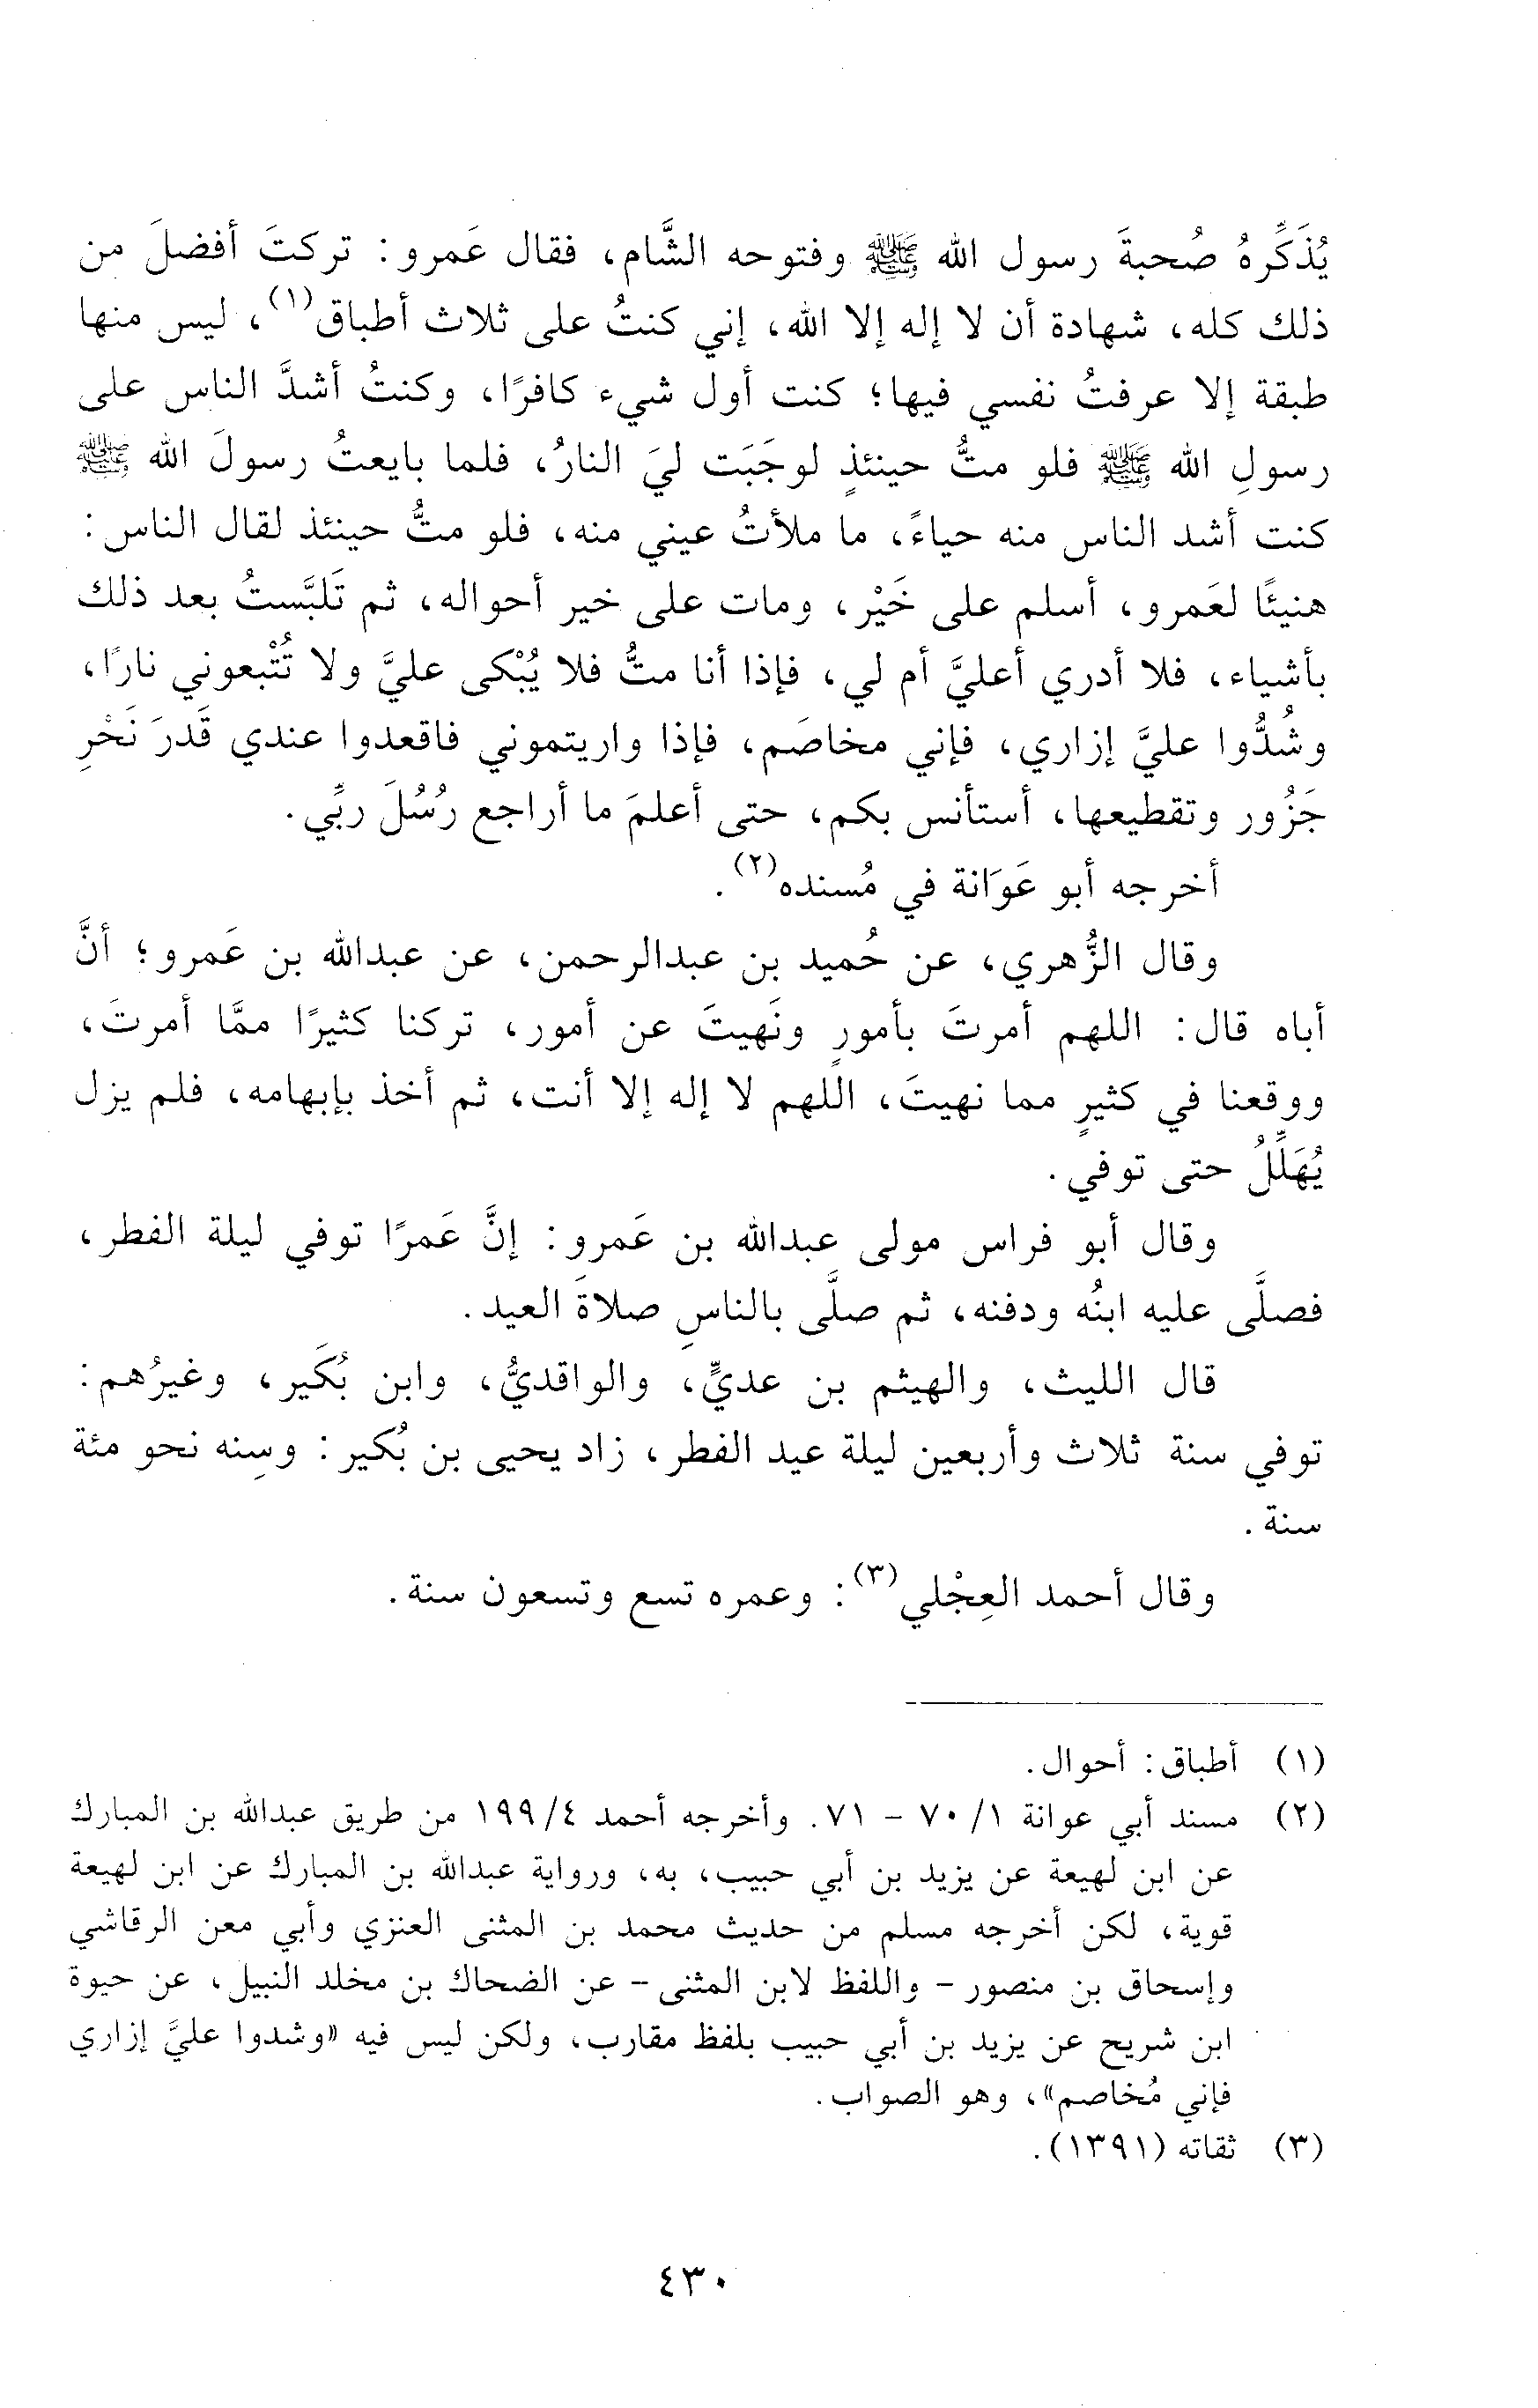 يُذَكِّرهُ صُحبةَ رسول الله ﷺ وفتوحه الشَّام، فقال عَمرو: تركتَ أفضلَ من
ذلك كله، شهادة أن لا إله إلا الله، إني كنتُ على ثلاث أطباق(١)، ليس منها
طبقة إلا عرفتُ نفسي فيها؛ كنت أول شيء كافرًا، وكنتُ أشدَّ الناس على
رسولِ الله ﷺ فلو متُّ حينئذٍ لوجَبَت ليَ النارُ، فلما بايعتُ رسولَ الله ﷺ
كنت أشد الناس منه حياءً، ما ملأتُ عيني منه، فلو متُّ حينئذ لقال الناس:
هنيئًا لعَمرو، أسلم على خَيْر، ومات على خير أحواله، ثم تَلبَّستُ بعد ذلك
بأشياء، فلا أدري أعليَّ أم لي، فإذا أنا متُّ فلا يُبْكى عليَّ ولا تُتْبعوني نارًا،
وشُدُّوا عليَّ إزاري، فإني مخاصَم، فإذا واريتموني فاقعدوا عندي قَدرَ نَحْرِ
جَزُور وتقطيعها، أستأنس بكم، حتى أعلمَ ما أراجع رُسُلَ ربِّي.
أخرجه أبو عَوَانة في مُسنده(٢).
وقال الزُّهري، عن حُميد بن عبدالرحمن، عن عبدالله بن عَمرو؛ أنَّ
أباه قال: اللهم أمرتَ بأمورٍ ونَهيتَ عن أمور، تركنا كثيرًا ممَّا أمرتَ،
ووقعنا في كثيرٍ مما نهيتَ، اللهم لا إله إلا أنت، ثم أخذ بإبهامه، فلم يزل
يُهَلِّلُ حتى توفي.
وقال أبو فراس مولى عبدالله بن عَمرو: إنَّ عَمرًا توفي ليلة الفطر،
فصلَّى عليه ابنُه ودفنه، ثم صلَّى بالناسِ صلاةَ العيد.
قال الليث، والهيثم بن عديٍّ، والواقديُّ، وابن بُكَير، وغيرُهم:
توفي سنة ثلاث وأربعين ليلة عيد الفطر، زاد يحيى بن بُكير: وسِنه نحو مئة
سنة.
وقال أحمد العِجْلي(٣): وعمره تسع وتسعون سنة.
(١) أطباق: أحوال.
(٢) مسند أبي عوانة ١/ ٧٠ - ٧١. وأخرجه أحمد ٤/ ١٩٩ من طريق عبدالله بن المبارك
عن ابن لهيعة عن يزيد بن أبي حبيب، به، ورواية عبدالله بن المبارك عن ابن لهيعة
قوية، لكن أخرجه مسلم من حديث محمد بن المثنى العنزي وأبي معن الرقاشي
وإسحاق بن منصور - واللفظ لابن المثنى - عن الضحاك بن مخلد النبيل، عن حيوة
ابن شريح عن يزيد بن أبي حبيب بلفظ مقارب، ولكن ليس فيه «وشدوا عليَّ إزاري
فإني مُخاصم»، وهو الصواب.
(٣) ثقاته (١٣٩١).
٤٣٠